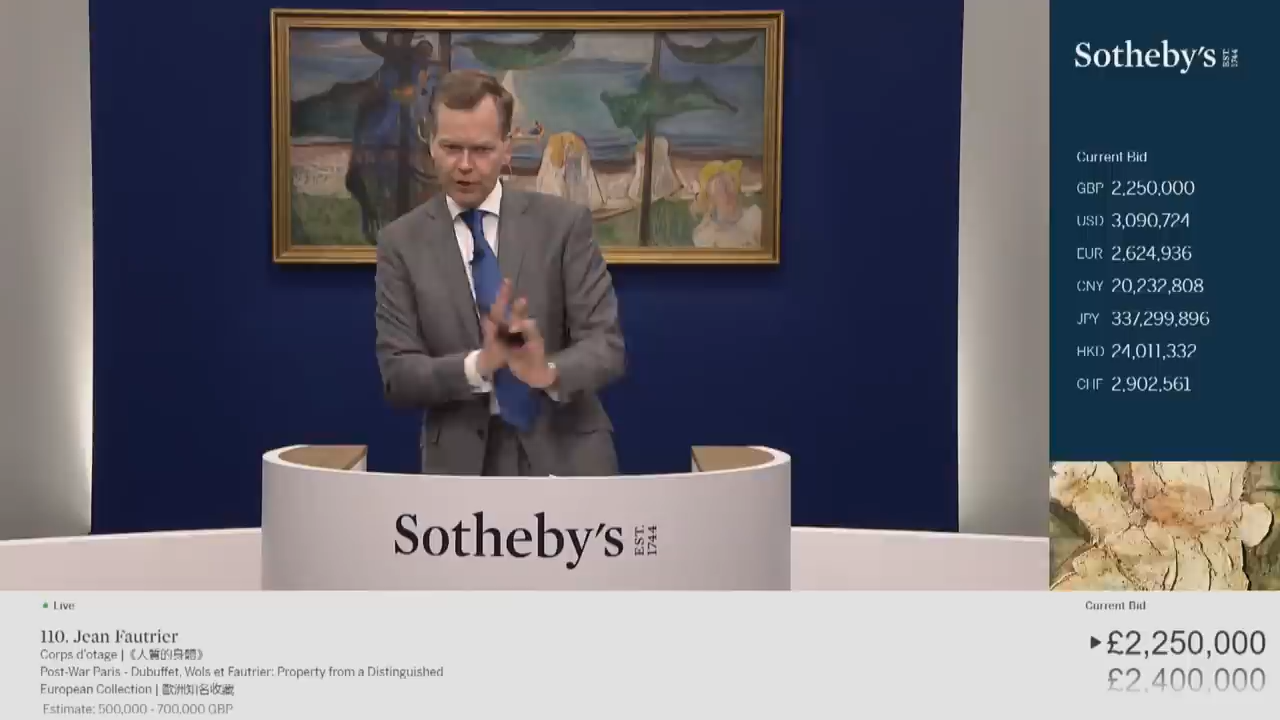 Sotheby's EST. 1744
Current Bid
GBP 2,250,000
USD 3,090,724
EUR 2,624,936
CNY 20,232,808
JPY 337,299,896
HKD 24,011,332
CHF 2,902,561
Sotheby's EST. 1744
Live
110. Jean Fautrier
Corps d'otage |《人質的身體》
Post-War Paris - Dubuffet, Wols et Fautrier: Property from a Distinguished
European Collection | 歐洲知名收藏
Estimate: 500,000 - 700,000 GBP
Current Bid
£2,250,000
£2,400,000